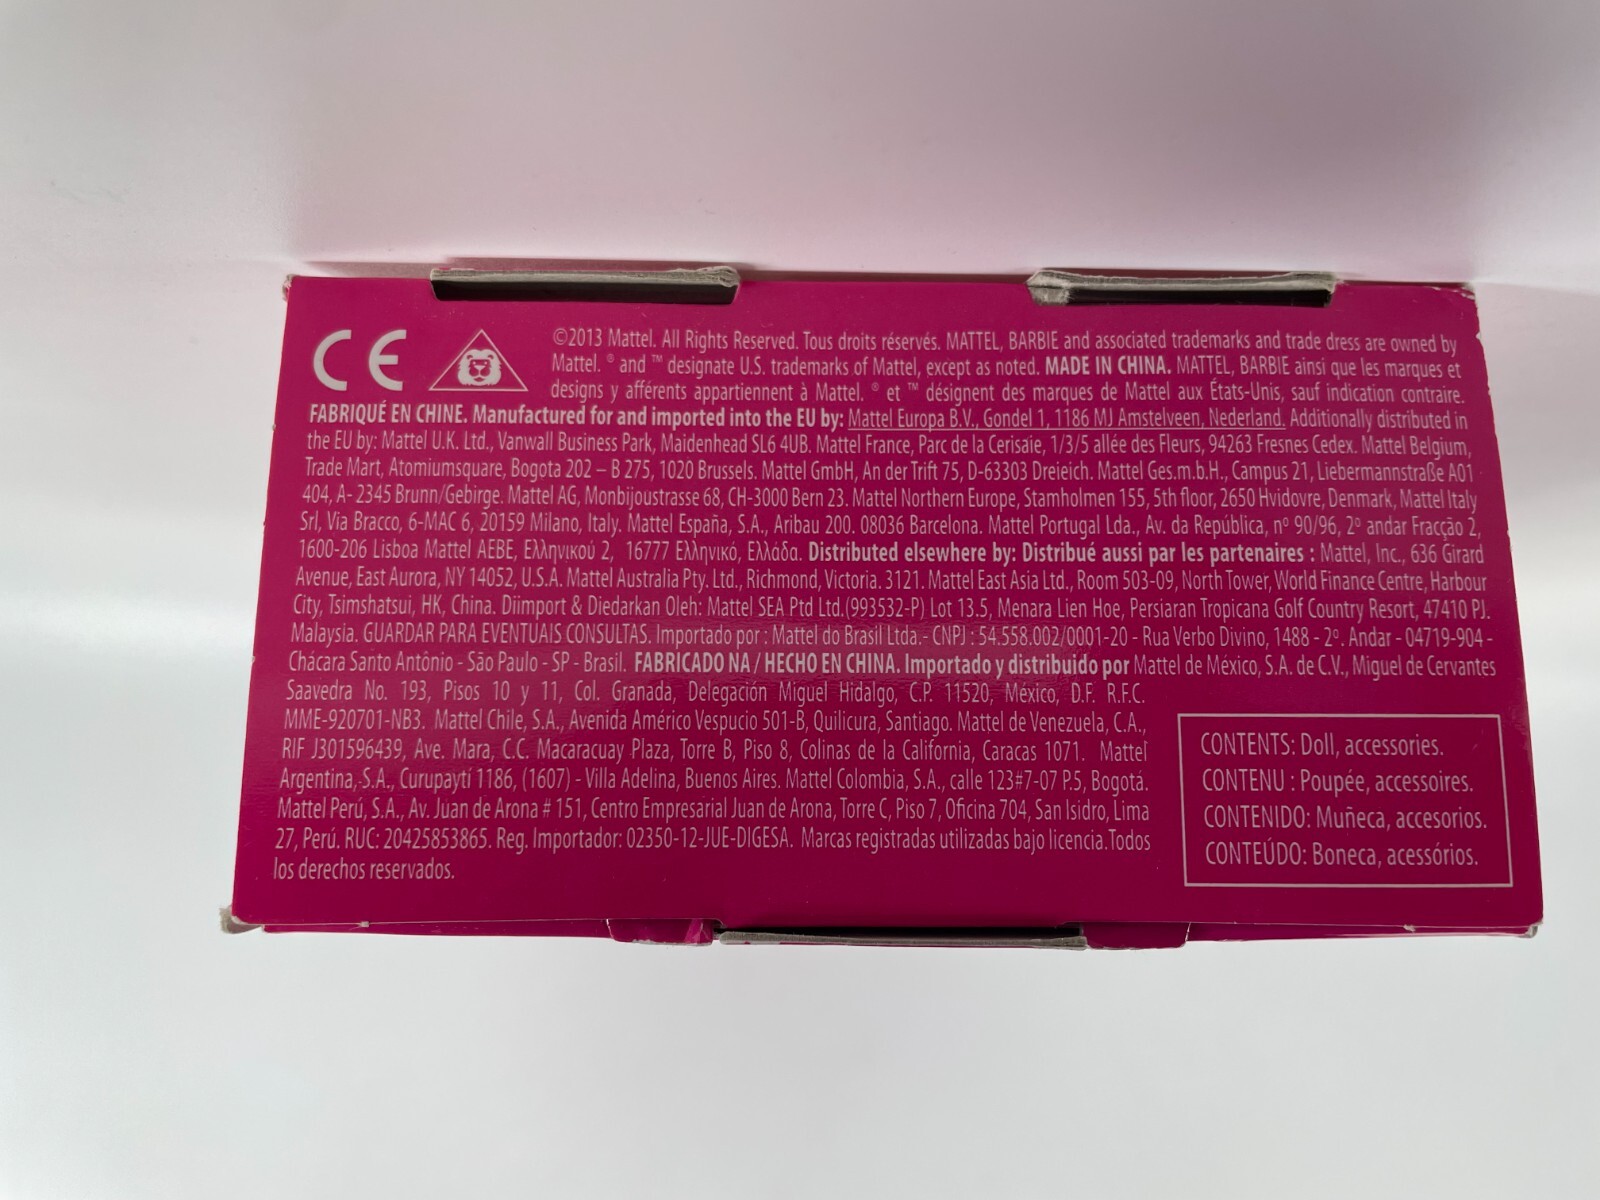 CE
©2013 Mattel. All Rights Reserved. Tous droits réservés. MATTEL, BARBIE and associated trademarks and trade dress are owned by
Mattel. ® and ™ designate U.S. trademarks of Mattel, except as noted. MADE IN CHINA. MATTEL, BARBIE ainsi que les marques et
designs y afférents appartiennent à Mattel. ® et ™ désignent des marques de Mattel aux États-Unis, sauf indication contraire.
FABRIQUÉ EN CHINE. Manufactured for and imported into the EU by: Mattel Europa B.V., Gondel 1, 1186 MJ Amstelveen, Nederland. Additionally distributed in
the EU by: Mattel U.K. Ltd., Vanwall Business Park, Maidenhead SL6 4UB. Mattel France, Parc de la Cerisaie, 1/3/5 allée des Fleurs, 94263 Fresnes Cedex. Mattel Belgium,
Trade Mart, Atomiumsquare, Bogota 202 – B 275, 1020 Brussels. Mattel GmbH, An der Trift 75, D-63303 Dreieich. Mattel Ges.m.b.H., Campus 21, Liebermannstraße A01
404, A- 2345 Brunn/Gebirge. Mattel AG, Monbijoustrasse 68, CH-3000 Bern 23. Mattel Northern Europe, Stamholmen 155, 5th floor, 2650 Hvidovre, Denmark, Mattel Italy
Srl, Via Bracco, 6-MAC 6, 20159 Milano, Italy. Mattel España, S.A., Aribau 200. 08036 Barcelona. Mattel Portugal Lda., Av. da República, nº 90/96, 2º andar Fracção 2,
1600-206 Lisboa Mattel AEBE, Ελληνικού 2, 16777 Ελληνικό, Ελλάδα. Distributed elsewhere by: Distribué aussi par les partenaires : Mattel, Inc., 636 Girard
Avenue, East Aurora, NY 14052, U.S.A. Mattel Australia Pty. Ltd., Richmond, Victoria. 3121. Mattel East Asia Ltd., Room 503-09, North Tower, World Finance Centre, Harbour
City, Tsimshatsui, HK, China. Diimport & Diedarkan Oleh: Mattel SEA Ptd Ltd.(993532-P) Lot 13.5, Menara Lien Hoe, Persiaran Tropicana Golf Country Resort, 47410 PJ.
Malaysia. GUARDAR PARA EVENTUAIS CONSULTAS. Importado por : Mattel do Brasil Ltda.- CNPJ : 54.558.002/0001-20 - Rua Verbo Divino, 1488 - 2º. Andar - 04719-904 -
Chácara Santo Antônio - São Paulo - SP - Brasil. FABRICADO NA / HECHO EN CHINA. Importado y distribuido por Mattel de México, S.A. de C.V., Miguel de Cervantes
Saavedra No. 193, Pisos 10 y 11, Col. Granada, Delegación Miguel Hidalgo, C.P. 11520, México, D.F. R.F.C.
MME-920701-NB3. Mattel Chile, S.A., Avenida Américo Vespucio 501-B, Quilicura, Santiago. Mattel de Venezuela, C.A.,
RIF J301596439, Ave. Mara, C.C. Macaracuay Plaza, Torre B, Piso 8, Colinas de la California, Caracas 1071. Mattel
Argentina, S.A., Curupaytí 1186, (1607) - Villa Adelina, Buenos Aires. Mattel Colombia, S.A., calle 123#7-07 P.5, Bogotá.
Mattel Perú, S.A., Av. Juan de Arona # 151, Centro Empresarial Juan de Arona, Torre C, Piso 7, Oficina 704, San Isidro, Lima
27, Perú. RUC: 20425853865. Reg. Importador: 02350-12-JUE-DIGESA. Marcas registradas utilizadas bajo licencia.Todos
los derechos reservados.
CONTENTS: Doll, accessories.
CONTENU : Poupée, accessoires.
CONTENIDO: Muñeca, accesorios.
CONTEÚDO: Boneca, acessórios.